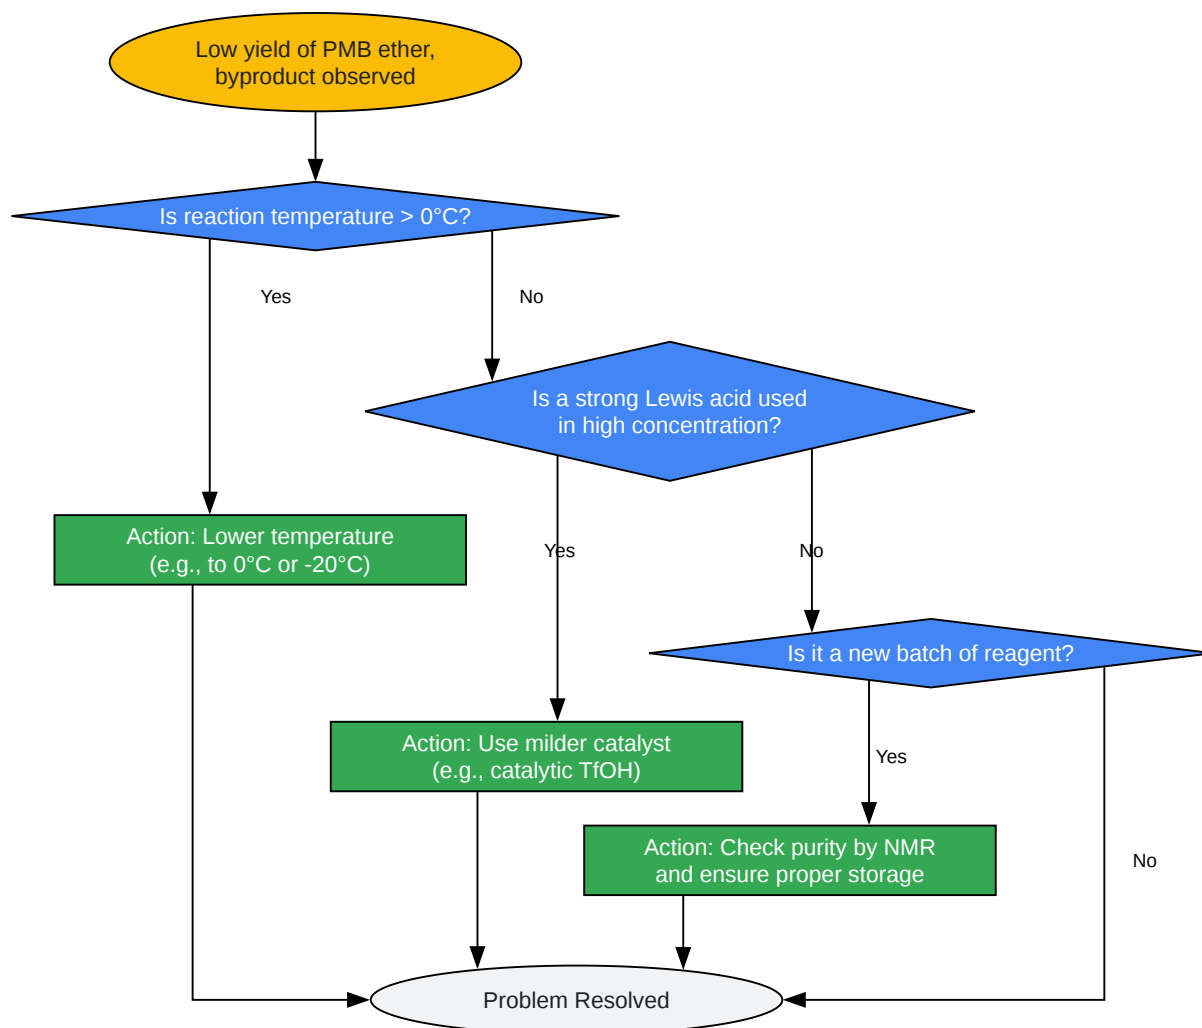 Low yield of PMB ether,
byproduct observed
Is reaction temperature > 0°C?
Yes
No
Is a strong Lewis acid used
in high concentration?
Action: Lower temperature
(e.g., to 0°C or -20°C)
Yes
No
Is it a new batch of reagent?
Action: Use milder catalyst
(e.g., catalytic TfOH)
Yes
Action: Check purity by NMR
and ensure proper storage
No
Problem Resolved